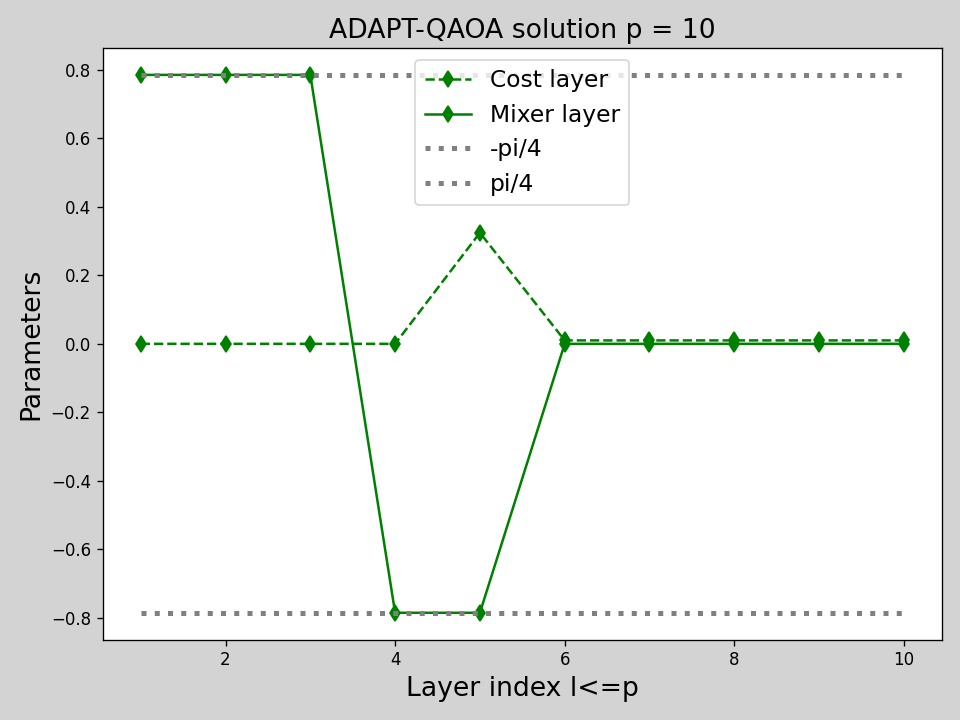 ADAPT-QAOA solution p = 10
Cost layer
Mixer layer
-pi/4
pi/4
Parameters
0.8
0.6
0.4
0.2
0.0
−0.2
−0.4
−0.6
−0.8
2 4 6 8 10
Layer index l<=p